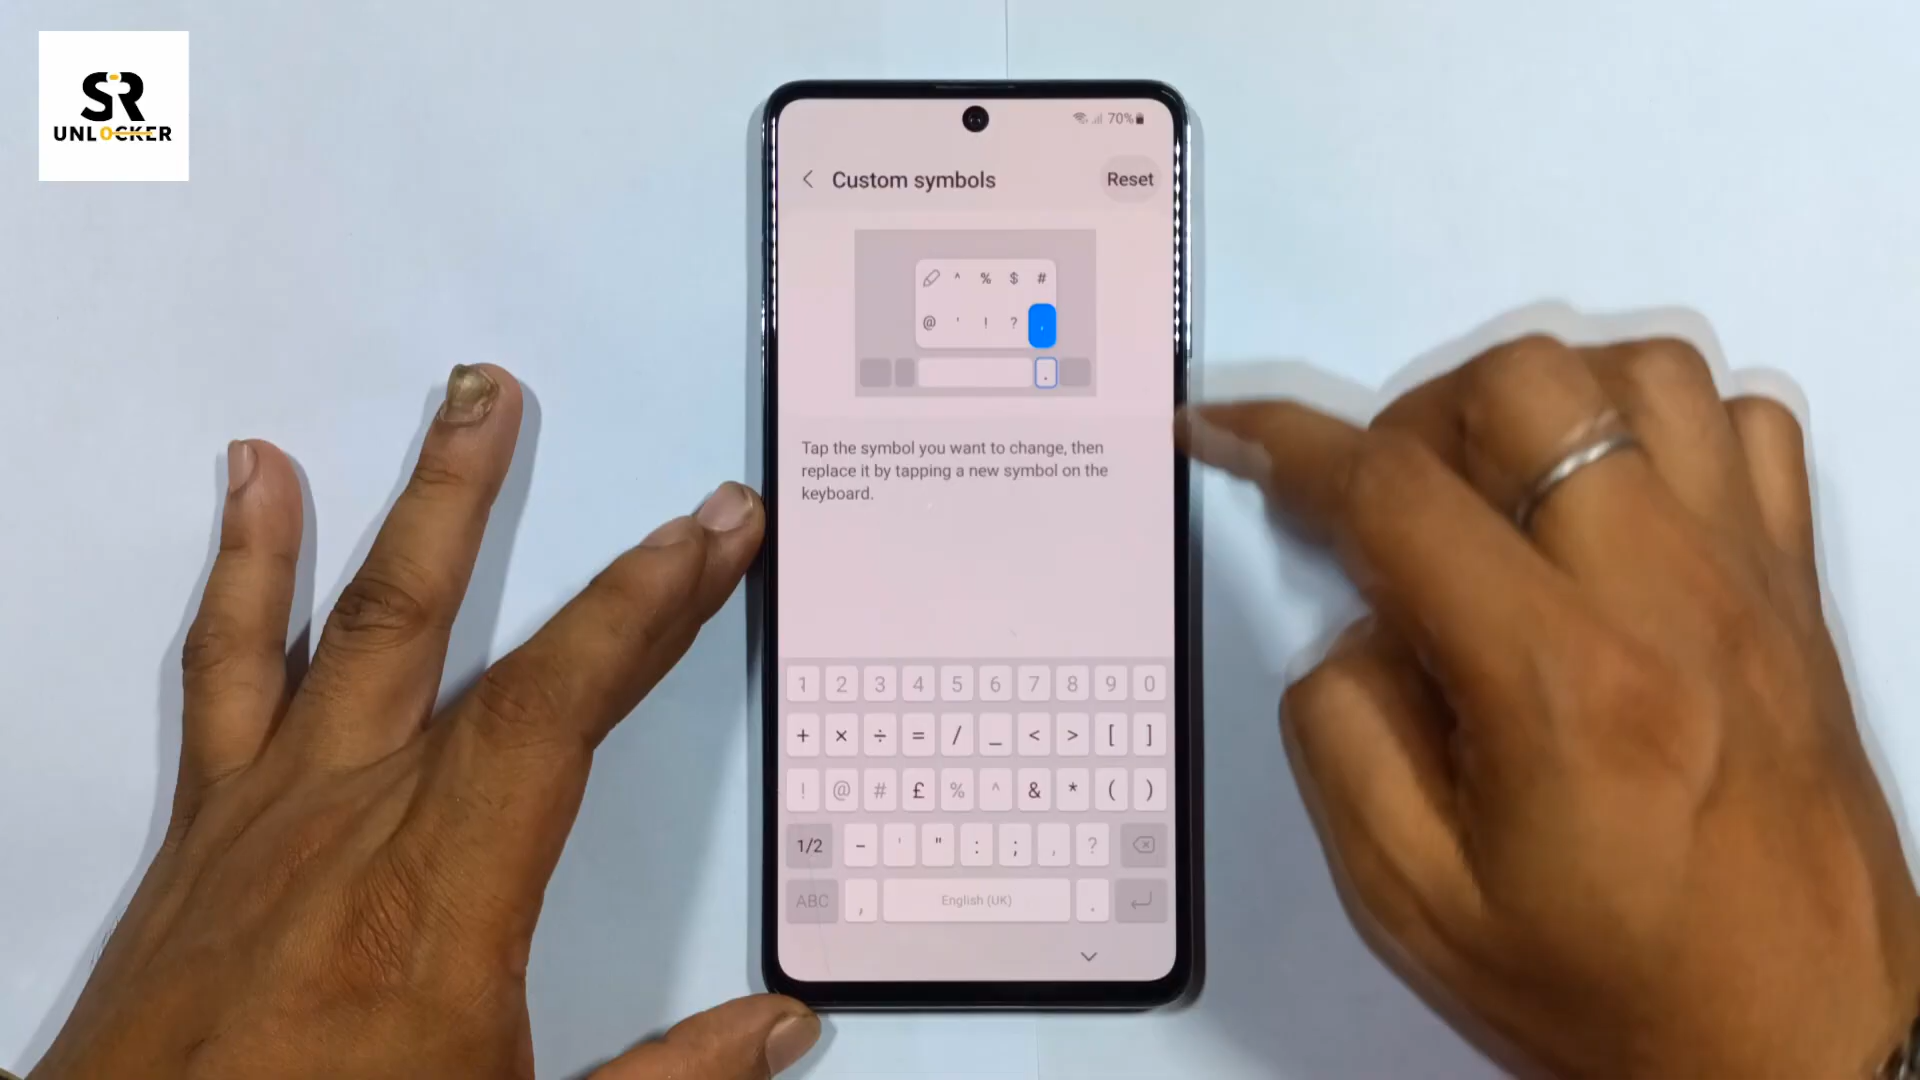 SR
UNLOCKER
70%
Custom symbols
Reset
^ % $ #
@ ' ! ? ,
.
Tap the symbol you want to change, then
replace it by tapping a new symbol on the
keyboard.
1 2 3 4 5 6 7 8 9 0
+ × ÷ = / _ < > [ ]
! @ # £ % ^ & * ( )
1/2 - ' " : ; , ?
ABC , English (UK) .